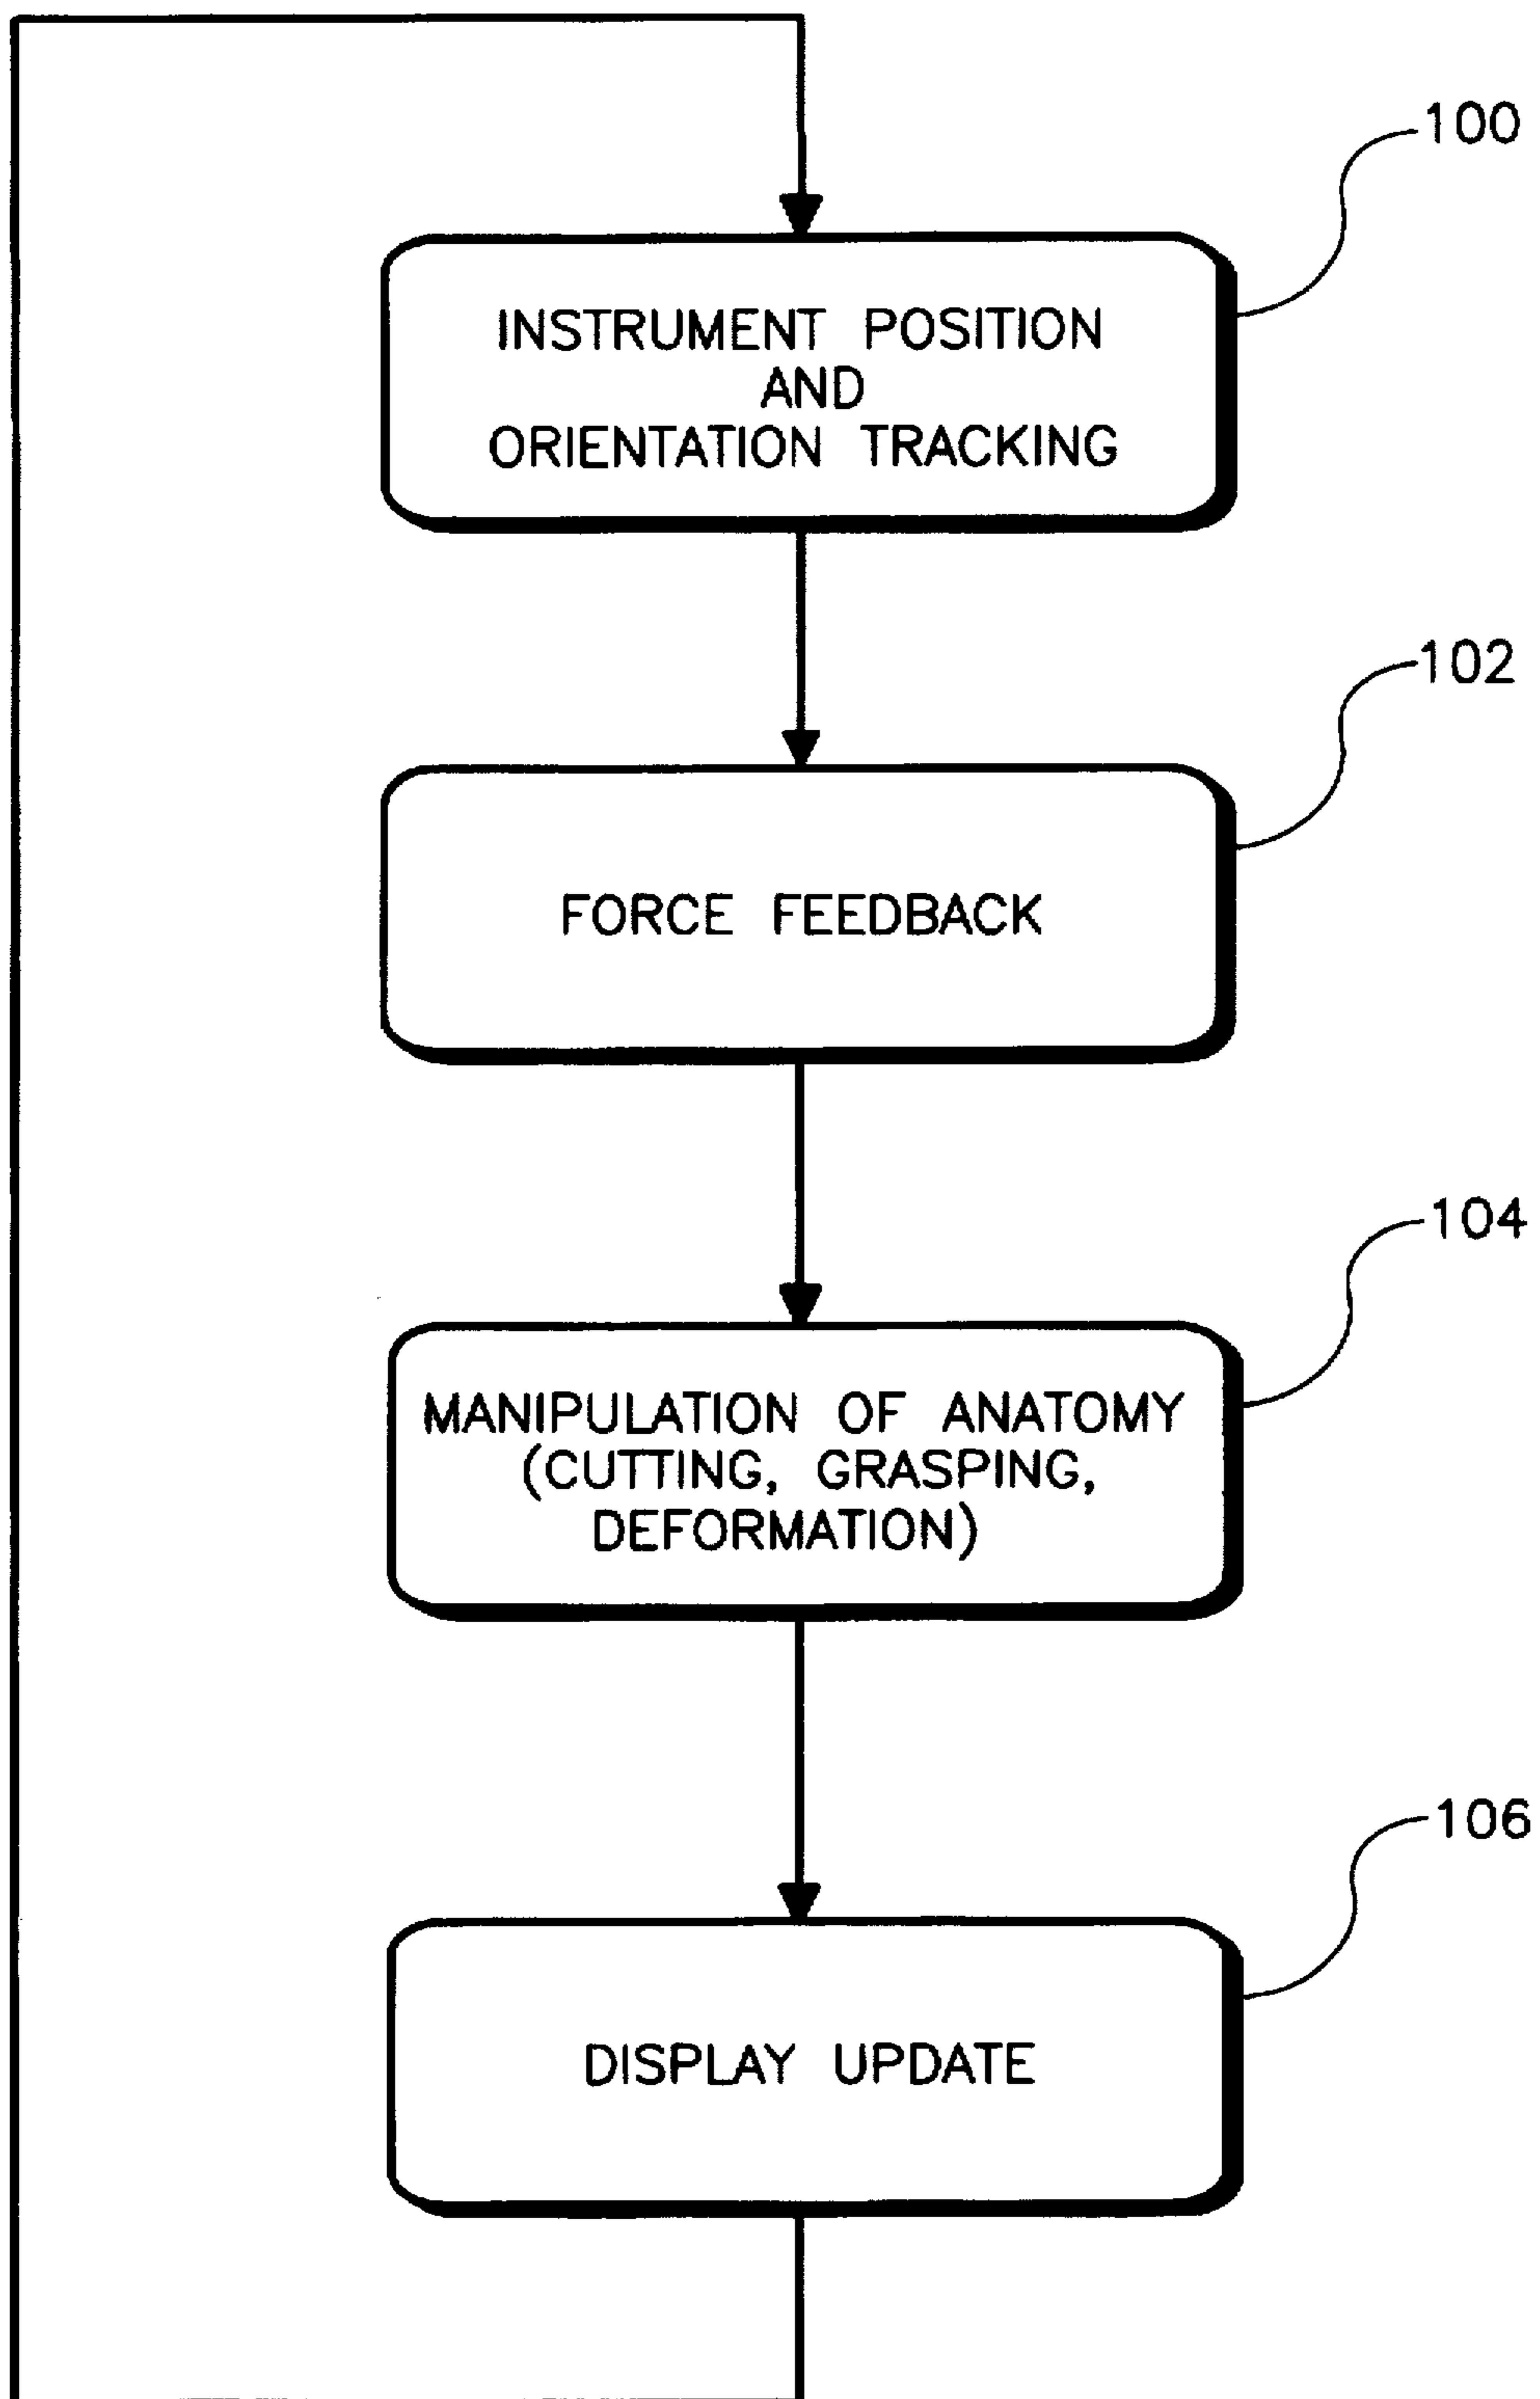 100
INSTRUMENT POSITION
AND
ORIENTATION TRACKING
102
FORCE FEEDBACK
104
MANIPULATION OF ANATOMY
(CUTTING, GRASPING,
DEFORMATION)
106
DISPLAY UPDATE